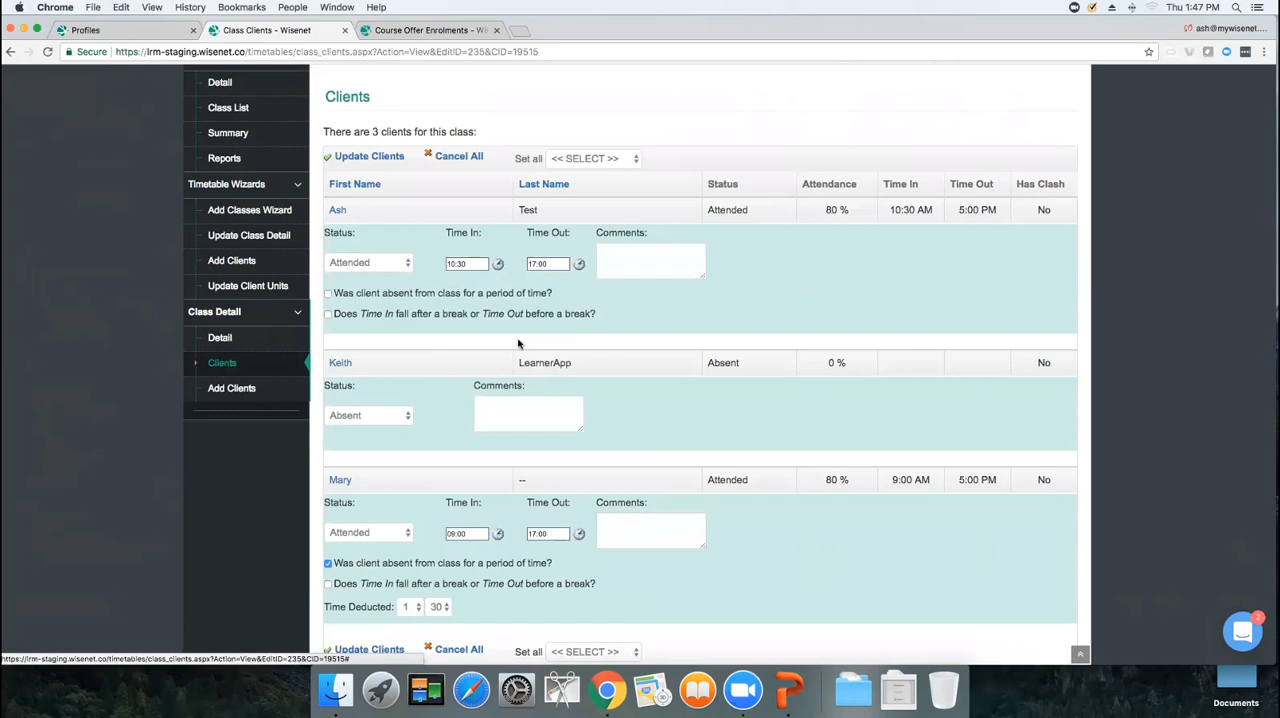 Chrome File Edit View History Bookmarks People Window Help Thu 1:47 PM
Profiles Class Clients - Wisenet Course Offer Enrolments - Wi ash@mywisenet....
Secure https://lrm-staging.wisenet.co/timetables/class_clients.aspx?Action=View&EditID=235&CID=19515
Detail
Class List
Summary
Reports
Timetable Wizards
Add Classes Wizard
Update Class Detail
Add Clients
Update Client Units
Class Detail
Detail
Clients
Add Clients
Clients
There are 3 clients for this class:
Update Clients Cancel All Set all << SELECT >>
First Name Last Name Status Attendance Time In Time Out Has Clash
Ash Test Attended 80 % 10:30 AM 5:00 PM No
Status: Time In: Time Out: Comments:
Attended 10:30 17:00
Was client absent from class for a period of time?
Does Time In fall after a break or Time Out before a break?
Keith LearnerApp Absent 0 % No
Status: Comments:
Absent
Mary -- Attended 80 % 9:00 AM 5:00 PM No
Status: Time In: Time Out: Comments:
Attended 09:00 17:00
Was client absent from class for a period of time?
Does Time In fall after a break or Time Out before a break?
Time Deducted: 1 30
Update Clients Cancel All Set all << SELECT >>
https://lrm-staging.wisenet.co/timetables/class_clients.aspx?Action=View&EditID=235&CID=19515#
2
Documents